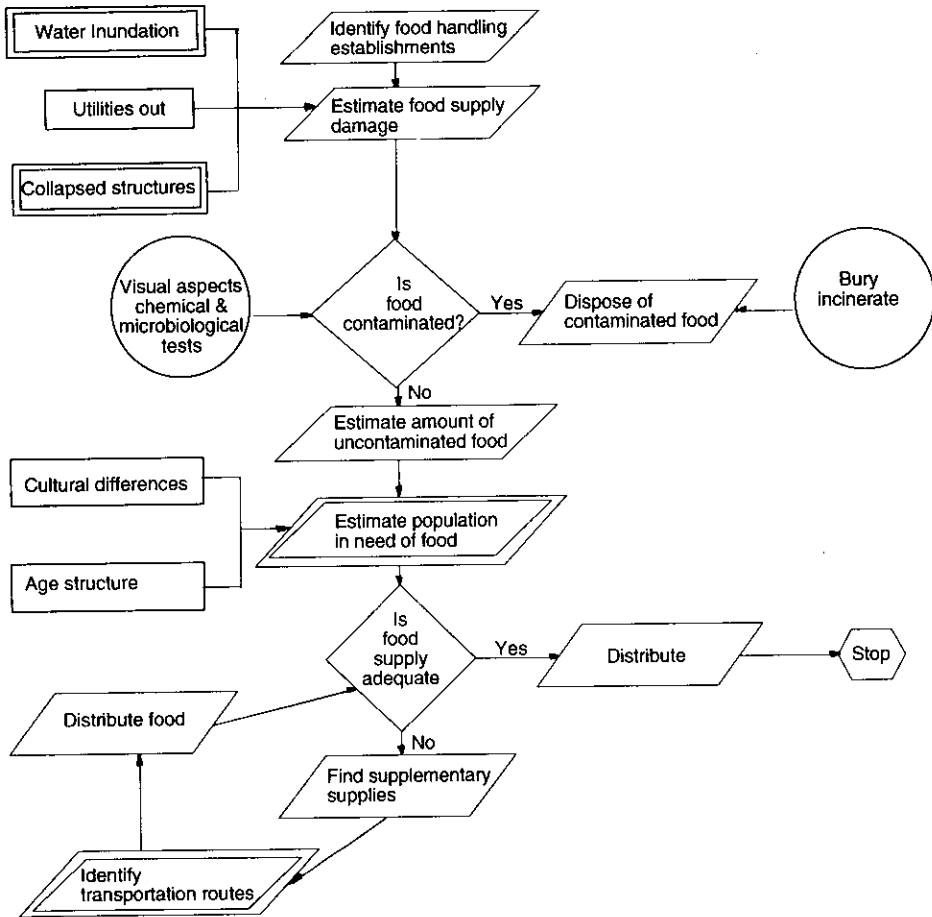 Water Inundation
Identify food handling
establishments
Utilities out
Estimate food supply
damage
Collapsed structures
Visual aspects
chemical &
microbiological
tests
Is
food
contaminated?
Yes
Dispose of
contaminated food
Bury
incinerate
No
Estimate amount of
uncontaminated food
Cultural differences
Estimate population
in need of food
Age structure
Is
food
supply
adequate
Yes
Distribute
Stop
Distribute food
No
Find supplementary
supplies
Identify
transportation routes